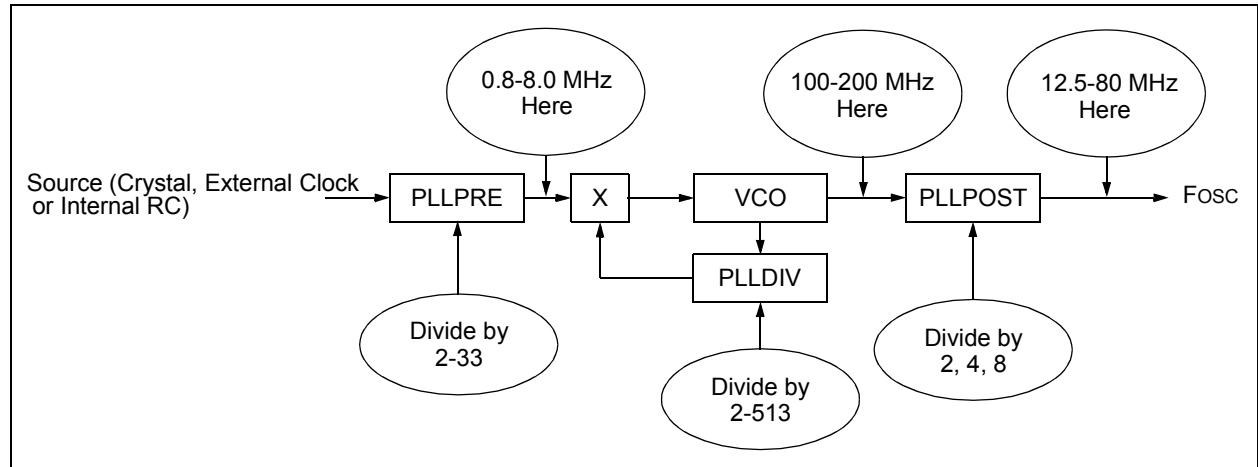 0.8-8.0 MHz
Here
100-200 MHz
Here
12.5-80 MHz
Here
Source (Crystal, External Clock
or Internal RC)
PLLPRE
X
VCO
PLLPOST
FOSC
PLLDIV
Divide by
2-33
Divide by
2-513
Divide by
2, 4, 8